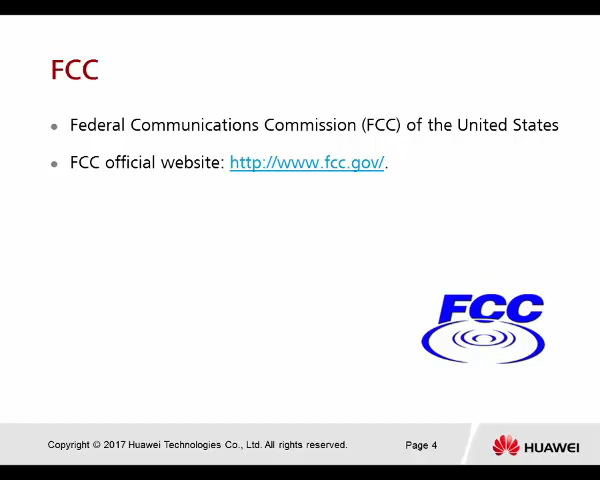 FCC
Federal Communications Commission (FCC) of the United States
FCC official website: http://www.fcc.gov/.
FCC
Copyright © 2017 Huawei Technologies Co., Ltd. All rights reserved.
Page 4
HUAWEI